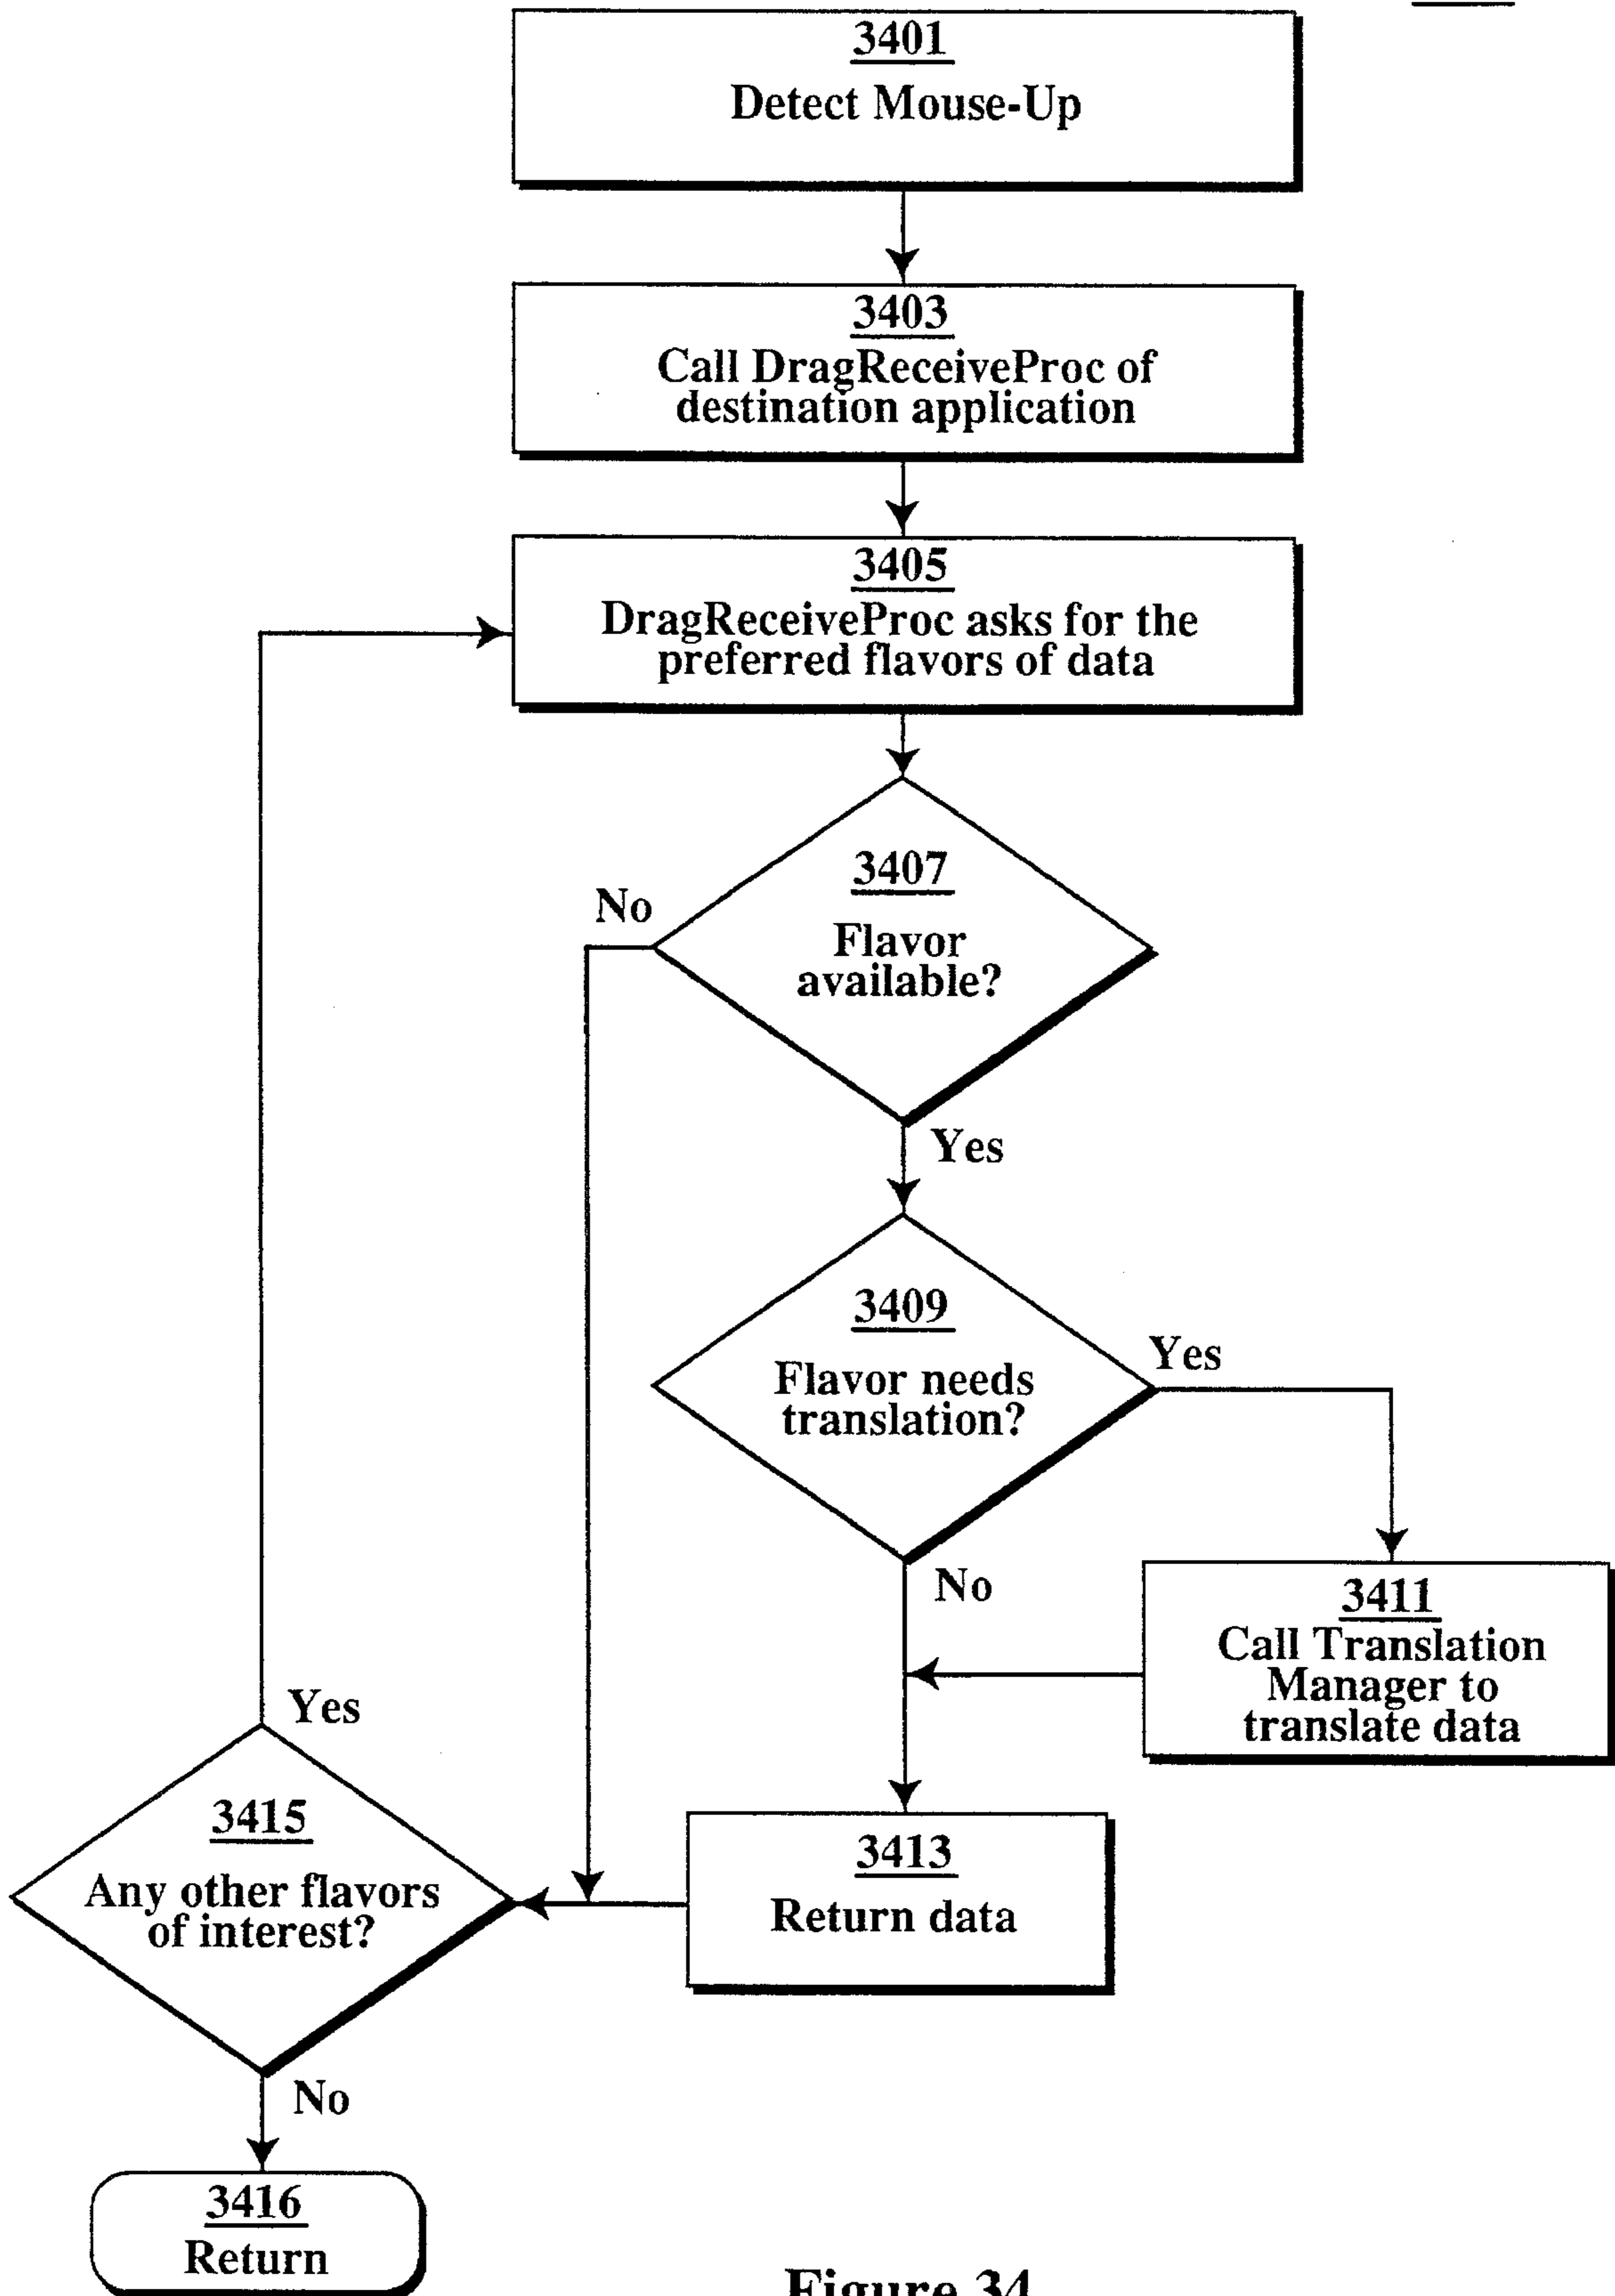 3401
Detect Mouse-Up
3403
Call DragReceiveProc of
destination application
3405
DragReceiveProc asks for the
preferred flavors of data
3407
No
Flavor
available?
Yes
3409
Yes
Flavor needs
translation?
No
3411
Call Translation
Manager to
translate data
Yes
3415
Any other flavors
of interest?
3413
Return data
No
3416
Return
Figure 34